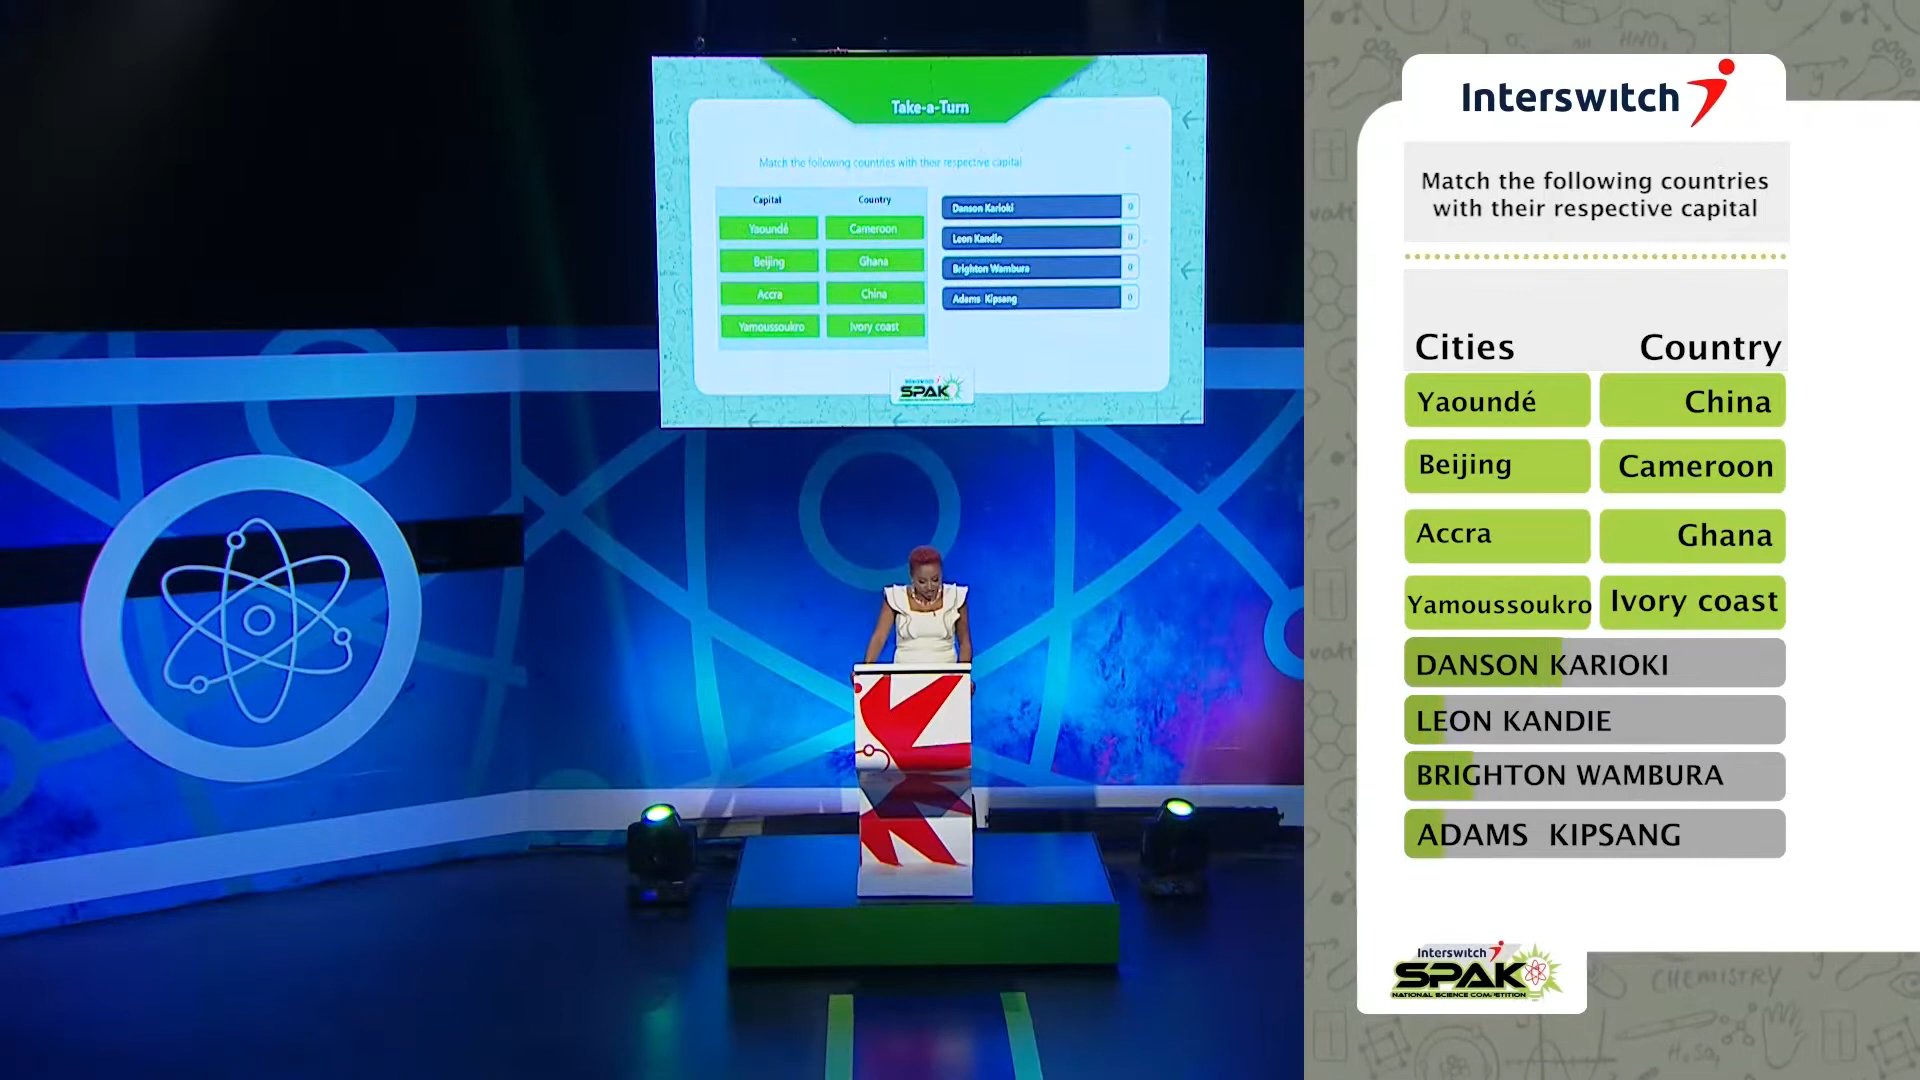 Take-a-Turn
Match the following countries with their respective capital
Capital Country
Yaoundé Cameroon
Beijing Ghana
Accra China
Yamoussoukro Ivory coast
Danson Karioki 0
Leon Kandie 0
Brighton Wambura 0
Adams Kipsang 0
SPAK
Interswitch
Match the following countries
with their respective capital
Cities Country
Yaoundé China
Beijing Cameroon
Accra Ghana
Yamoussoukro Ivory coast
DANSON KARIOKI
LEON KANDIE
BRIGHTON WAMBURA
ADAMS KIPSANG
Interswitch
SPAK
NATIONAL SCIENCE COMPETITION
HNO₃
CHEMISTRY